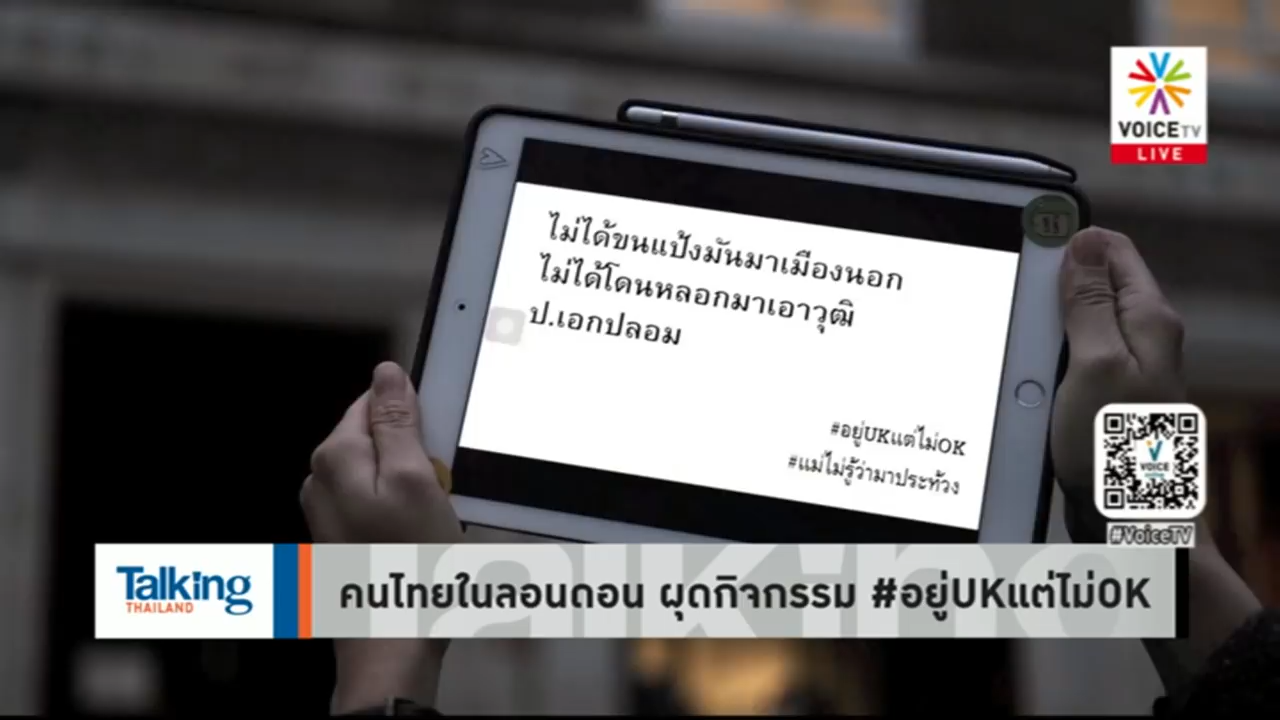 VOICE TV
LIVE
ไม่ได้ขนแป้งมันมาเมืองนอก
ไม่ได้โดนหลอกมาเอาวุฒิ
ป.เอกปลอม
#อยู่UKแต่ไม่OK
#แม่ไม่รู้ว่ามาประท้วง
VOICE
#VoiceTV
Talking
THAILAND
คนไทยในลอนดอน ผุดกิจกรรม #อยู่UKแต่ไม่OK